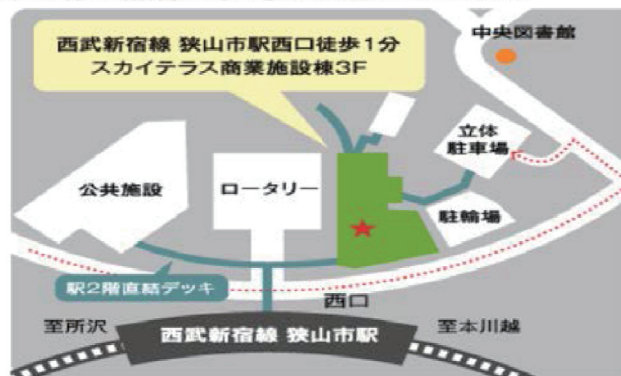 西武新宿線 狭山市駅西口徒歩1分
スカイテラス商業施設棟3F
中央図書館
立体
駐車場
公共施設
ロータリー
駐輪場
駅2階直結デッキ
西口
至所沢
西武新宿線 狭山市駅
至本川越